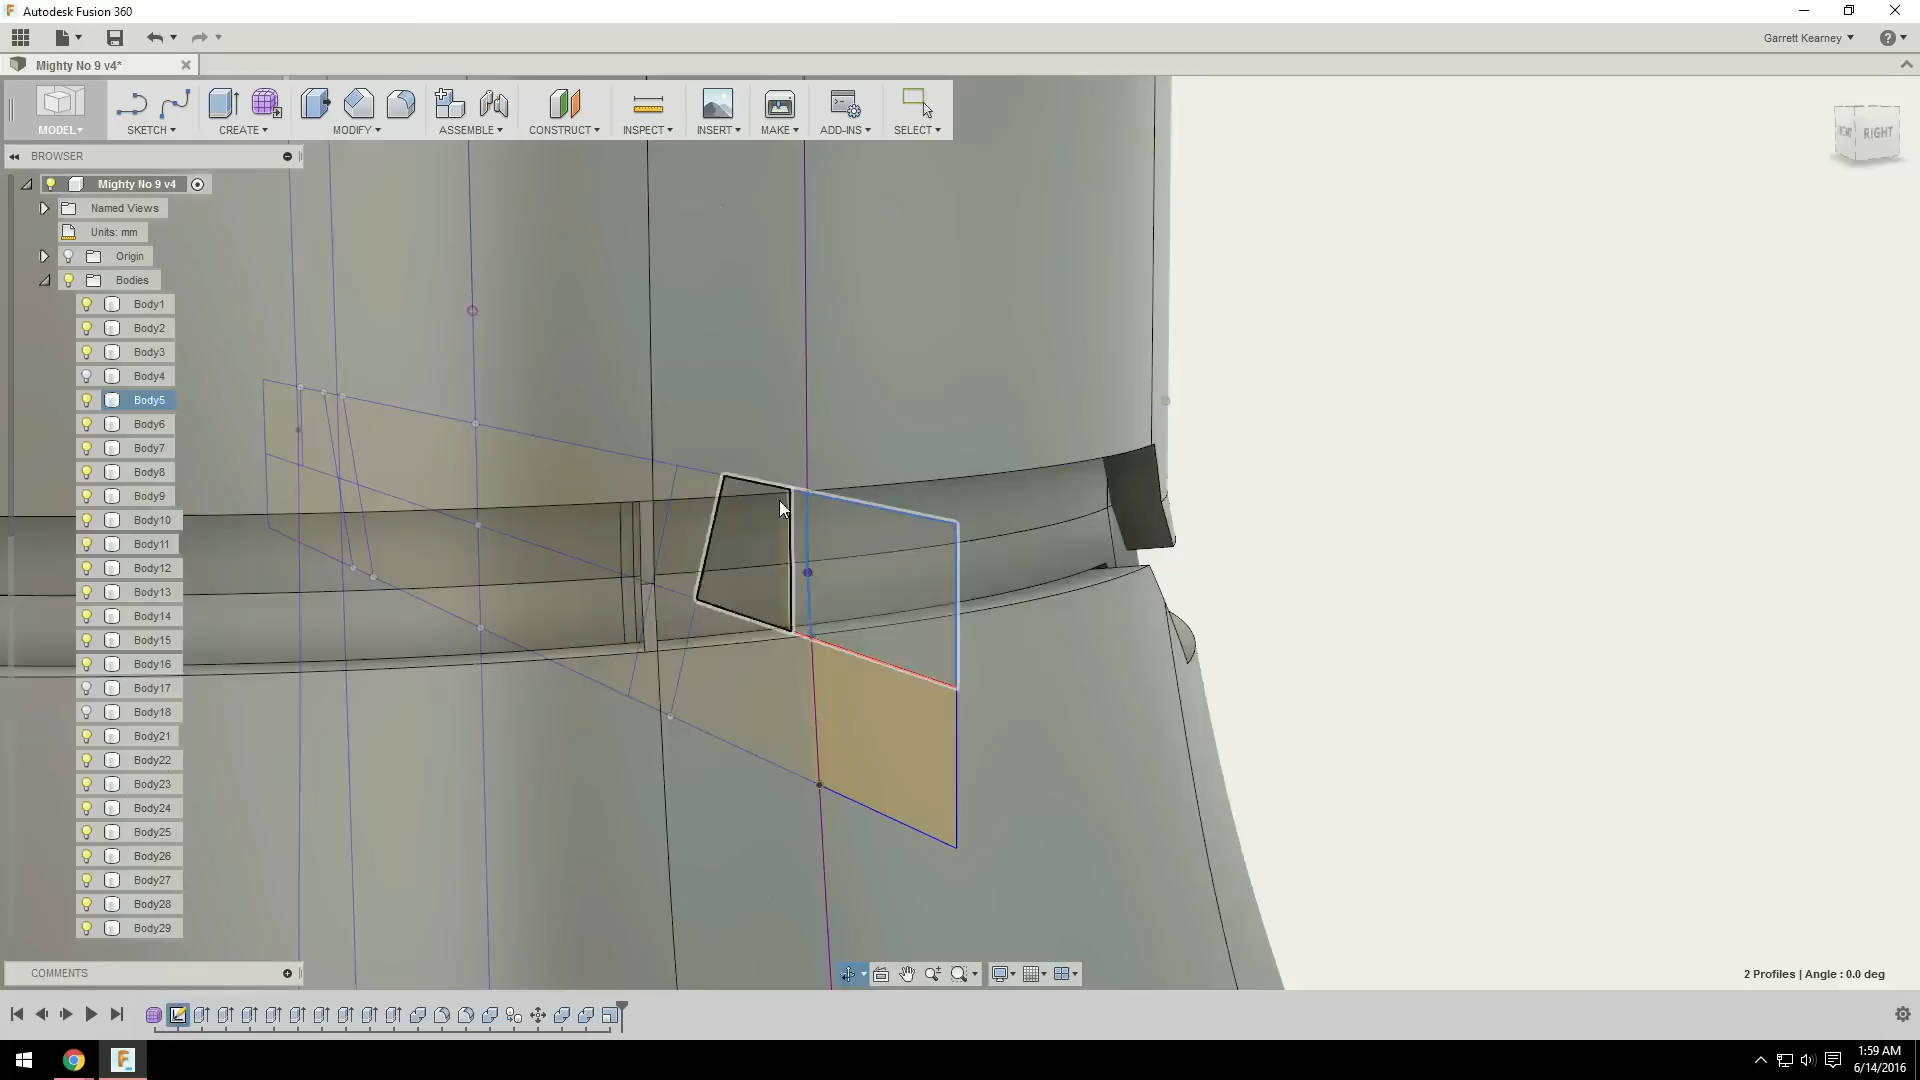 Autodesk Fusion 360
Garrett Kearney
Mighty No 9 v4*
MODEL
SKETCH
CREATE
MODIFY
ASSEMBLE
CONSTRUCT
INSPECT
INSERT
MAKE
ADD-INS
SELECT
RIGHT
BROWSER
Mighty No 9 v4
Named Views
Units: mm
Origin
Bodies
Body1
Body2
Body3
Body4
Body5
Body6
Body7
Body8
Body9
Body10
Body11
Body12
Body13
Body14
Body15
Body16
Body17
Body18
Body21
Body22
Body23
Body24
Body25
Body26
Body27
Body28
Body29
COMMENTS
2 Profiles | Angle : 0.0 deg
1:59 AM
6/14/2016